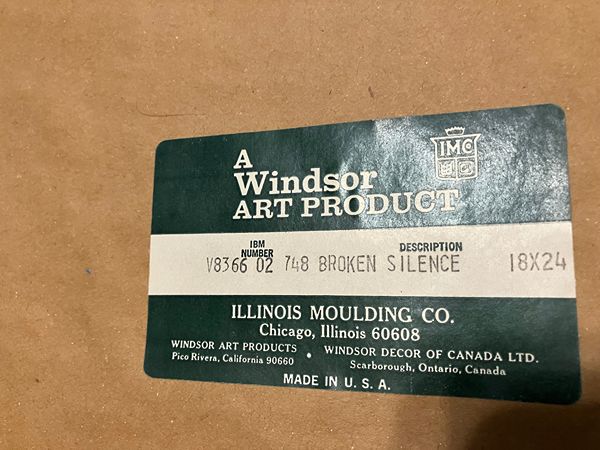 IMC
A
Windsor
ART PRODUCT
IBM
NUMBER
DESCRIPTION
V8366 02 748 BROKEN SILENCE 18X24
ILLINOIS MOULDING CO.
Chicago, Illinois 60608
WINDSOR ART PRODUCTS • WINDSOR DECOR OF CANADA LTD.
Pico Rivera, California 90660 Scarborough, Ontario, Canada
MADE IN U. S. A.